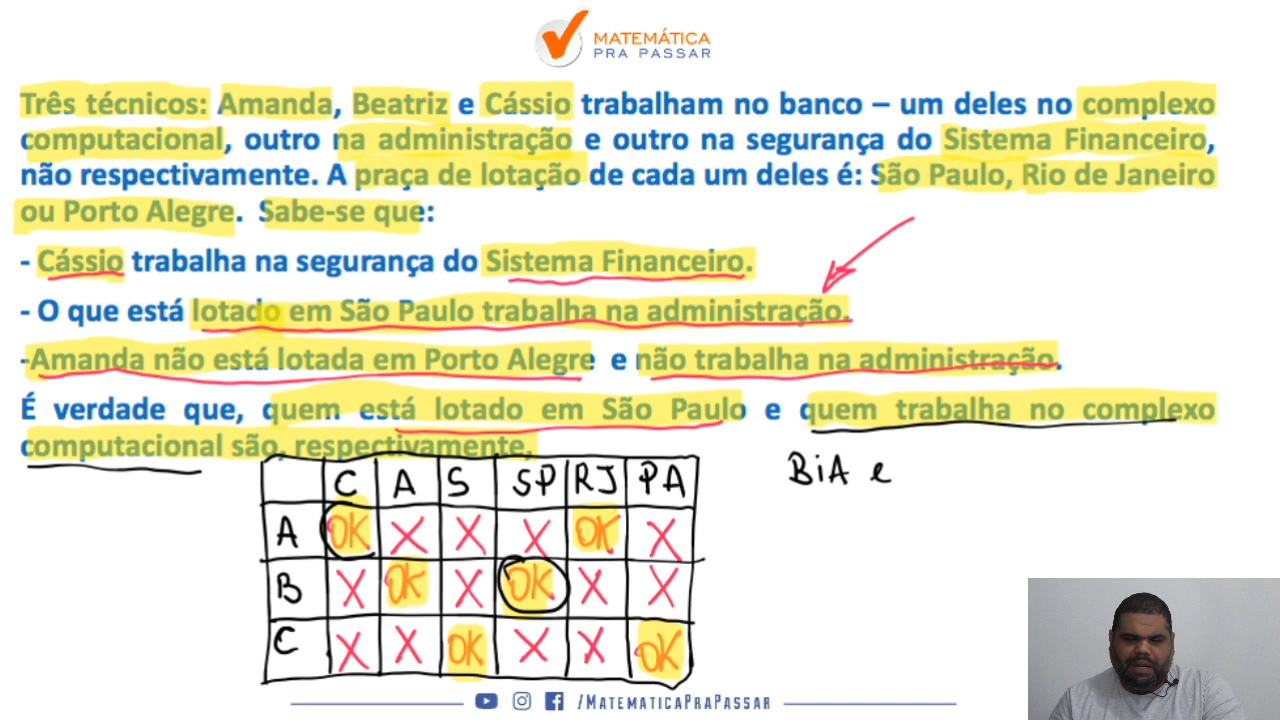 MATEMÁTICA
PRA PASSAR
Três técnicos: Amanda, Beatriz e Cássio trabalham no banco – um deles no complexo
computacional, outro na administração e outro na segurança do Sistema Financeiro,
não respectivamente. A praça de lotação de cada um deles é: São Paulo, Rio de Janeiro
ou Porto Alegre. Sabe-se que:
- Cássio trabalha na segurança do Sistema Financeiro.
- O que está lotado em São Paulo trabalha na administração.
-Amanda não está lotada em Porto Alegre e não trabalha na administração.
É verdade que, quem está lotado em São Paulo e quem trabalha no complexo
computacional são, respectivamente,
BiA e
C A S SP RJ PA
A OK X X X OK X
B X OK X OK X X
C X X OK X X OK
/MATEMATICAPRAPASSAR